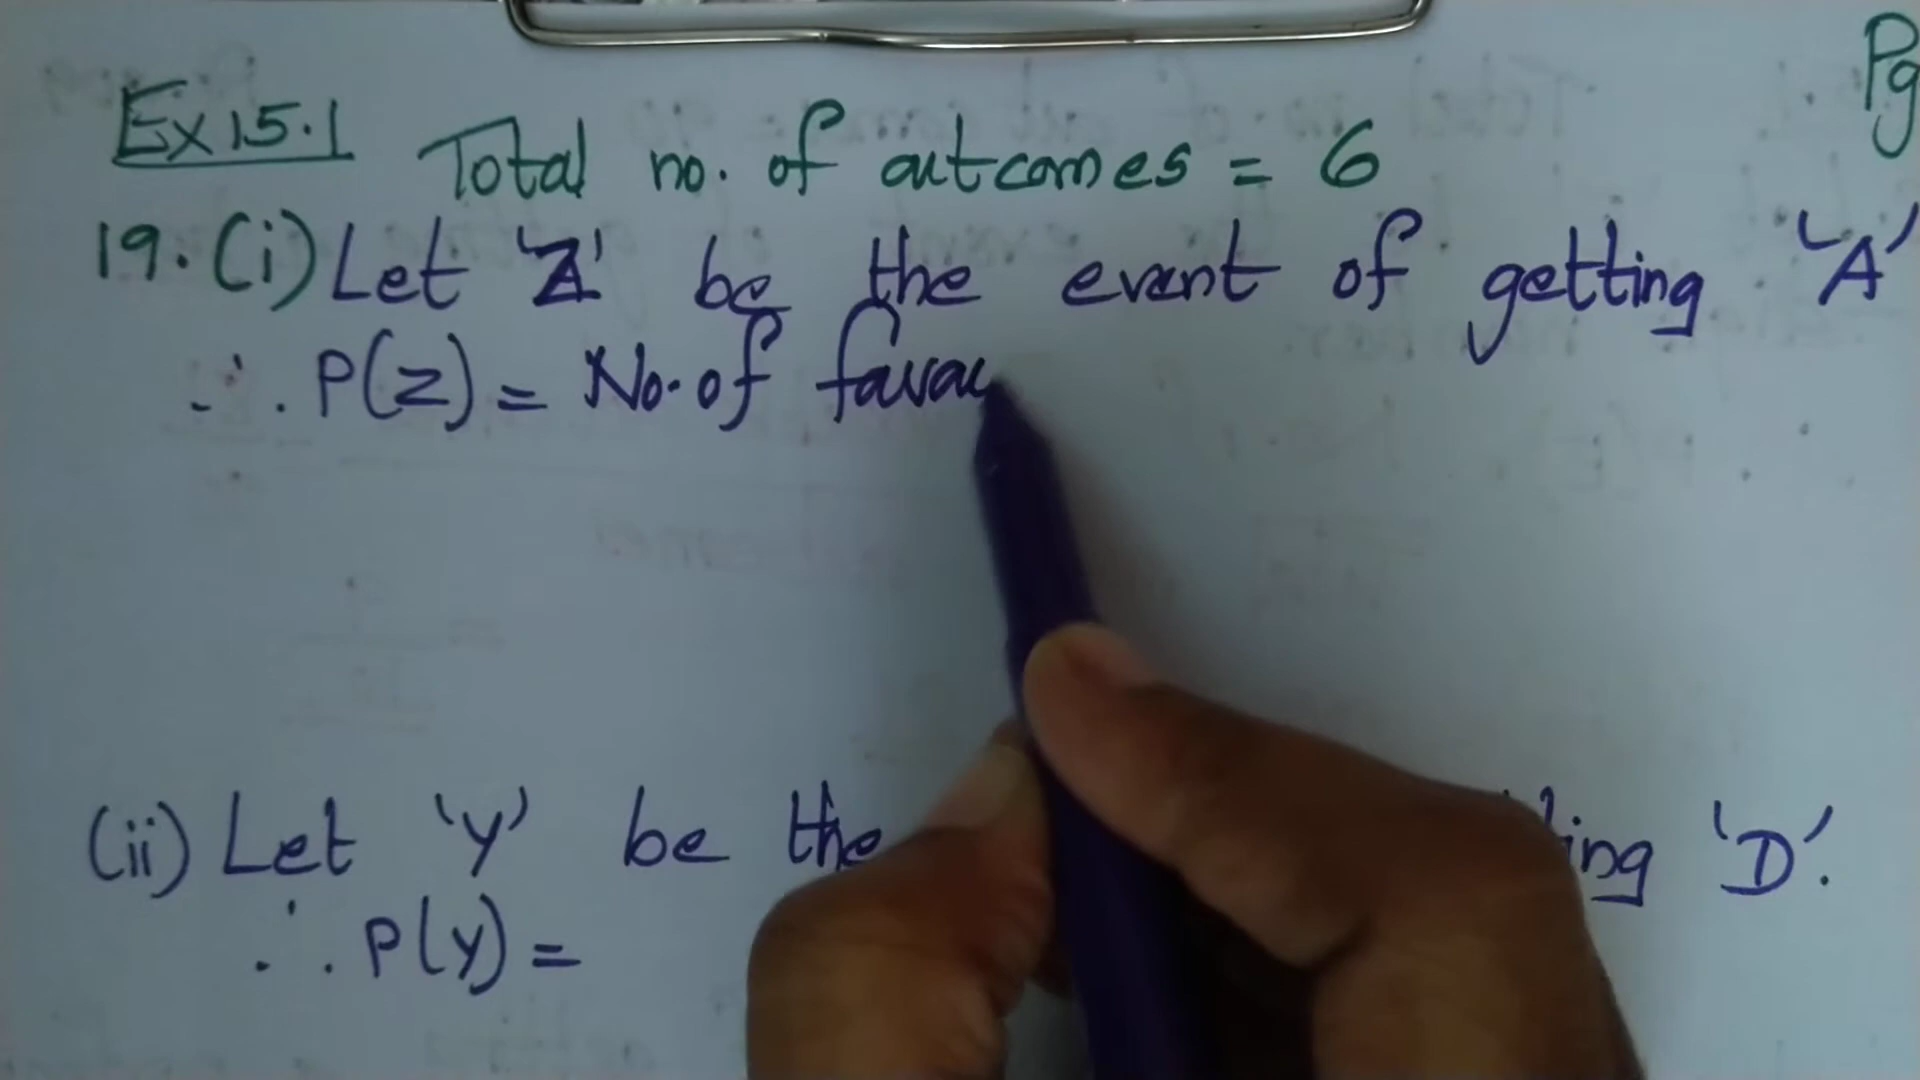 Pg
Ex 15.1 Total no. of outcomes = 6
19. (i) Let 'Z' be the event of getting 'A'
∴ P(Z) = No. of favou
(ii) Let 'Y' be the ting 'D'.
∴ P(Y) =